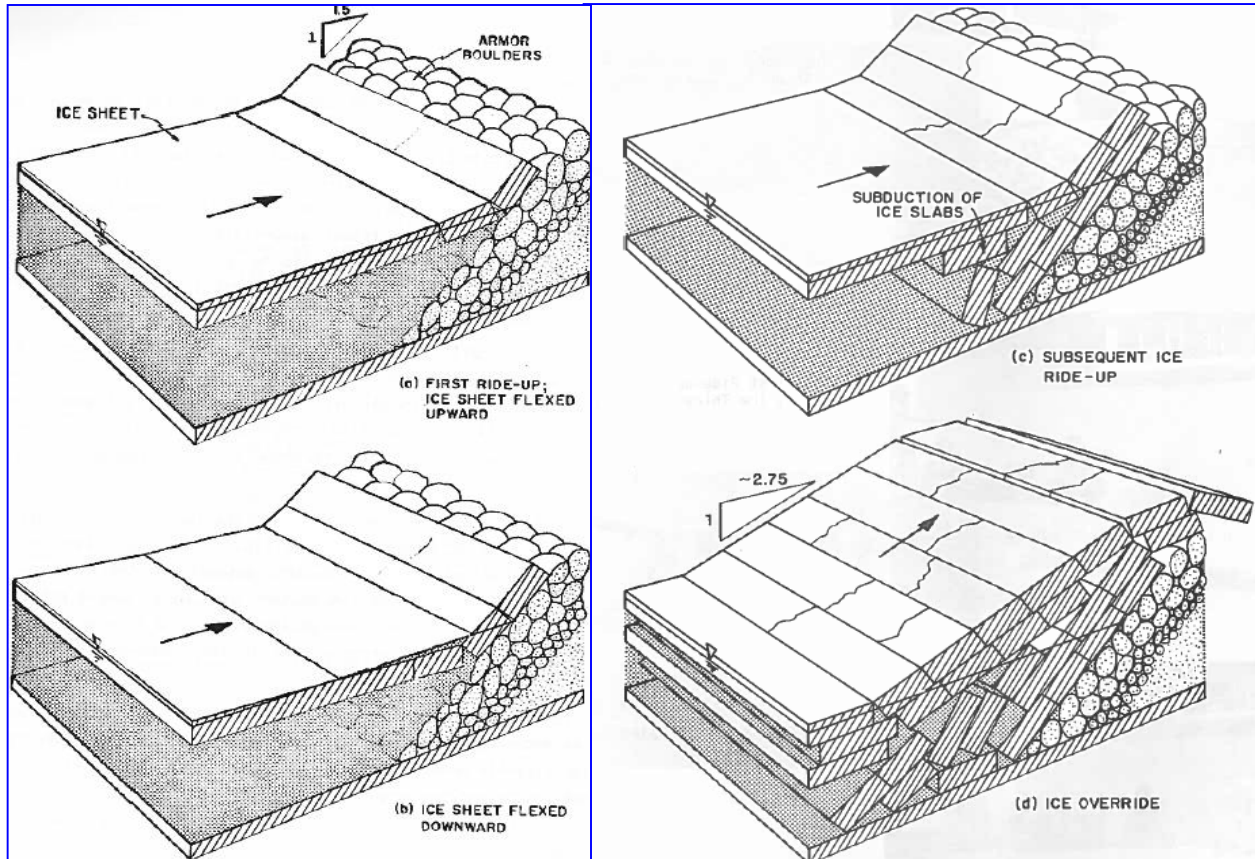 1.5
1
ARMOR
BOULDERS
ICE SHEET
(a) FIRST RIDE-UP;
ICE SHEET FLEXED
UPWARD
(b) ICE SHEET FLEXED
DOWNWARD
SUBDUCTION OF
ICE SLABS
(c) SUBSEQUENT ICE
RIDE-UP
~2.75
1
(d) ICE OVERRIDE